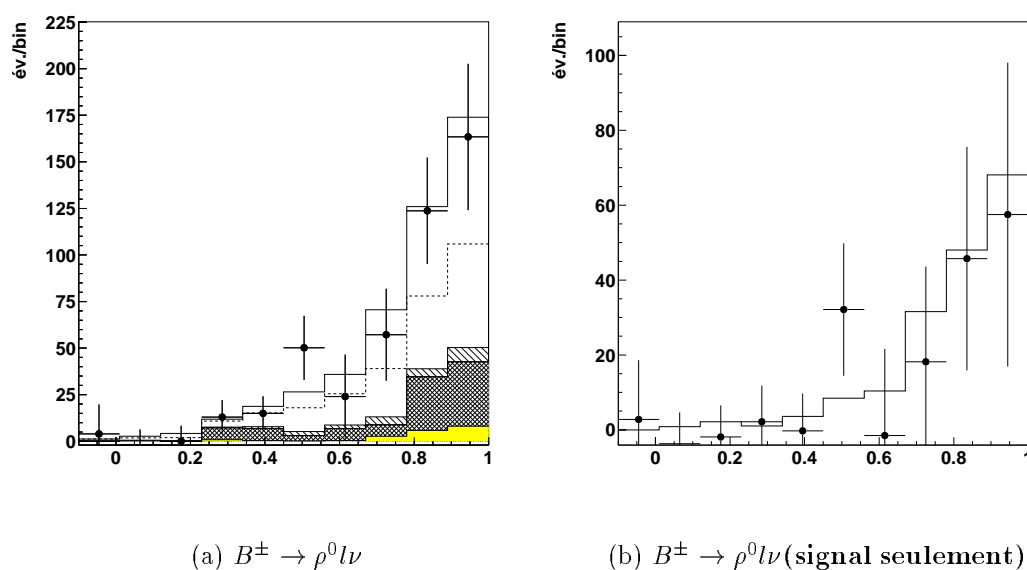 év./bin
225
200
175
150
125
100
75
50
25
0
0 0.2 0.4 0.6 0.8 1
év./bin
100
80
60
40
20
0
0 0.2 0.4 0.6 0.8 1
(a) B± → ρ⁰lν
(b) B± → ρ⁰lν(signal seulement)